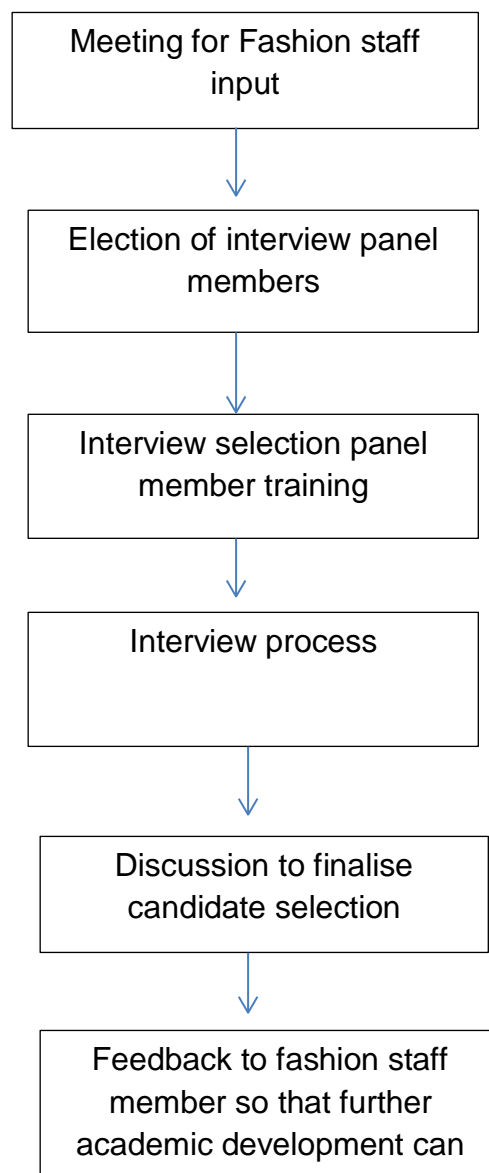 Meeting for Fashion staff
input
Election of interview panel
members
Interview selection panel
member training
Interview process
Discussion to finalise
candidate selection
Feedback to fashion staff
member so that further
academic development can